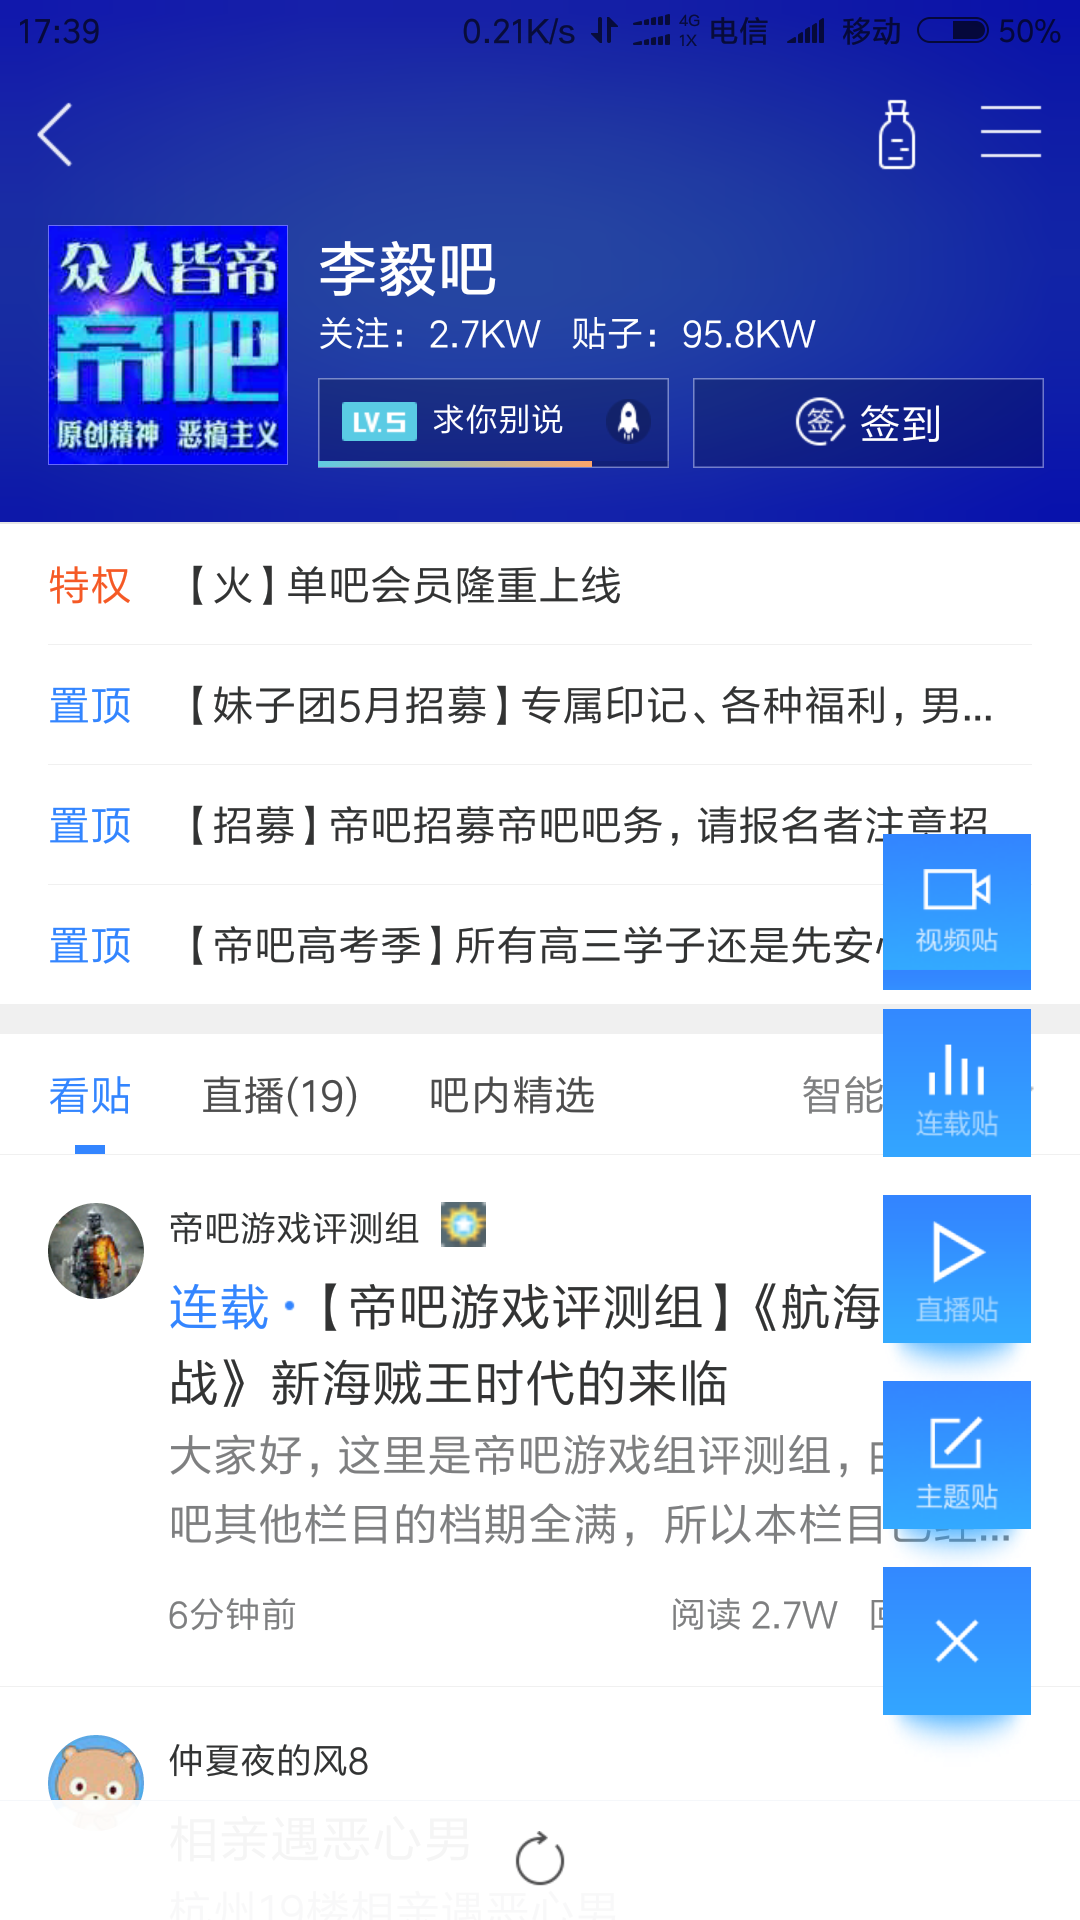 17:39
0.21K/s 4G 1X 电信 移动 50%
众人皆帝
帝吧
原创精神 恶搞主义
李毅吧
关注：2.7KW 贴子：95.8KW
LV.5 求你别说
签 签到
特权 【火】单吧会员隆重上线
置顶 【妹子团5月招募】专属印记、各种福利，男...
置顶 【招募】帝吧招募帝吧吧务，请报名者注意招
置顶 【帝吧高考季】所有高三学子还是先安心
视频贴
看贴 直播(19) 吧内精选 智能
连载贴
帝吧游戏评测组
直播贴
连载·【帝吧游戏评测组】《航海
战》新海贼王时代的来临
大家好，这里是帝吧游戏组评测组，由
主题贴
吧其他栏目的档期全满，所以本栏目已经...
6分钟前 阅读 2.7W 回
仲夏夜的风8
相亲遇恶心男
杭州19楼相亲遇恶心男